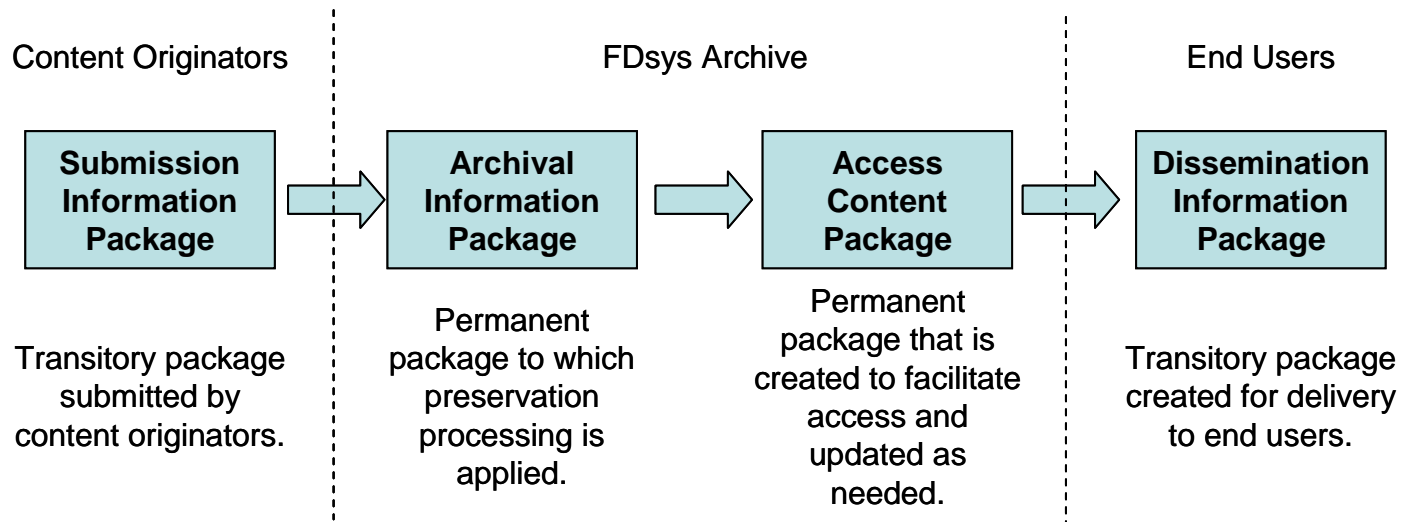 Content Originators
FDsys Archive
End Users
Submission
Information
Package
Archival
Information
Package
Access
Content
Package
Dissemination
Information
Package
Transitory package
submitted by
content originators.
Permanent
package to which
preservation
processing is
applied.
Permanent
package that is
created to facilitate
access and
updated as
needed.
Transitory package
created for delivery
to end users.